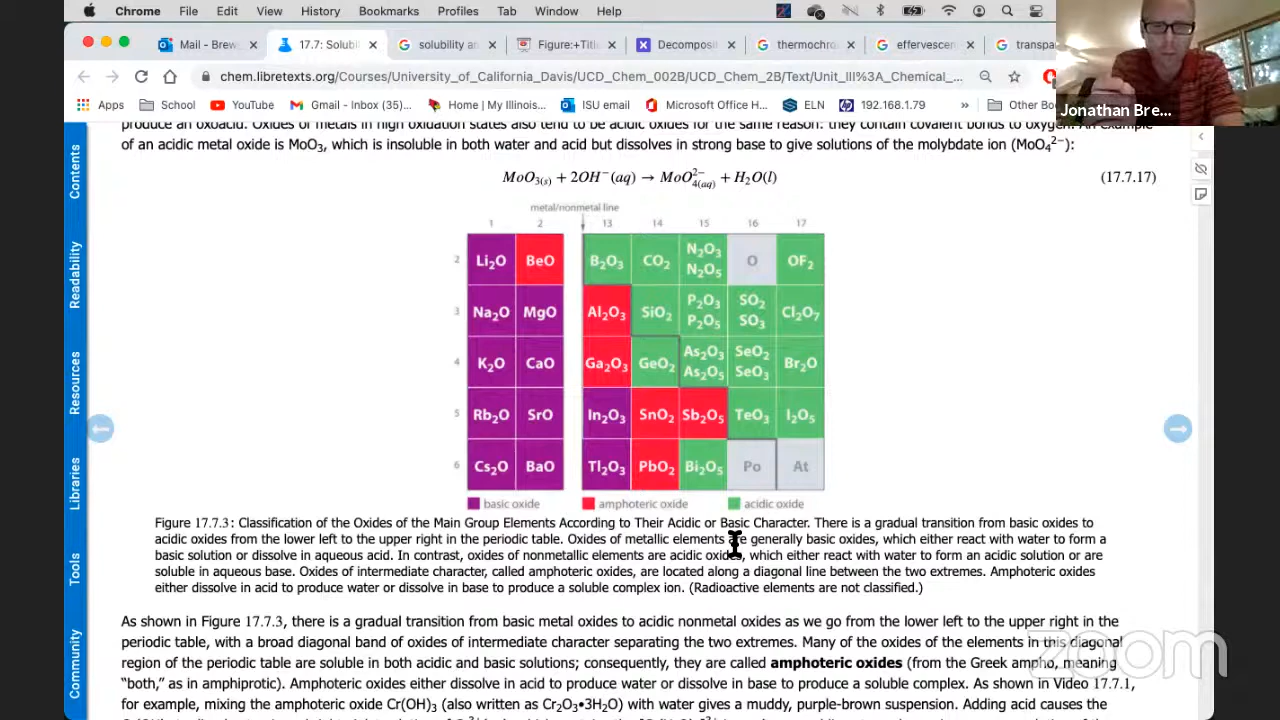 Chrome File Edit View History Bookmarks Profiles Tab Window Help
Mail - Brew 17.7: Solubi solubility an Figure:+Titl Decomposi thermochro effervescen transpa
chem.libretexts.org/Courses/University_of_California_Davis/UCD_Chem_002B/UCD_Chem_2B/Text/Unit_III%3A_Chemical_...
Apps School YouTube Gmail - Inbox (35)... Home | My Illinois... ISU email Microsoft Office H... ELN 192.168.1.79 » Other Boo
Jonathan Bre...
Contents
Readability
Resources
Libraries
Tools
Community
produce an oxoacid. Oxides of metals in high oxidation states also tend to be acidic oxides for the same reason: they contain covalent bonds to oxygen. An example
of an acidic metal oxide is MoO₃, which is insoluble in both water and acid but dissolves in strong base to give solutions of the molybdate ion (MoO₄²⁻):
MoO₃(s) + 2OH⁻(aq) → MoO₄²⁻(aq) + H₂O(l) (17.7.17)
metal/nonmetal line
1 2 13 14 15 16 17
2 Li₂O BeO B₂O₃ CO₂ N₂O₃ N₂O₅ O OF₂
3 Na₂O MgO Al₂O₃ SiO₂ P₂O₃ P₂O₅ SO₂ SO₃ Cl₂O₇
4 K₂O CaO Ga₂O₃ GeO₂ As₂O₃ As₂O₅ SeO₂ SeO₃ Br₂O
5 Rb₂O SrO In₂O₃ SnO₂ Sb₂O₅ TeO₃ I₂O₅
6 Cs₂O BaO Tl₂O₃ PbO₂ Bi₂O₅ Po At
basic oxide amphoteric oxide acidic oxide
Figure 17.7.3: Classification of the Oxides of the Main Group Elements According to Their Acidic or Basic Character. There is a gradual transition from basic oxides to
acidic oxides from the lower left to the upper right in the periodic table. Oxides of metallic elements are generally basic oxides, which either react with water to form a
basic solution or dissolve in aqueous acid. In contrast, oxides of nonmetallic elements are acidic oxides, which either react with water to form an acidic solution or are
soluble in aqueous base. Oxides of intermediate character, called amphoteric oxides, are located along a diagonal line between the two extremes. Amphoteric oxides
either dissolve in acid to produce water or dissolve in base to produce a soluble complex ion. (Radioactive elements are not classified.)
As shown in Figure 17.7.3, there is a gradual transition from basic metal oxides to acidic nonmetal oxides as we go from the lower left to the upper right in the
periodic table, with a broad diagonal band of oxides of intermediate character separating the two extremes. Many of the oxides of the elements in this diagonal
region of the periodic table are soluble in both acidic and basic solutions; consequently, they are called amphoteric oxides (from the Greek ampho, meaning
“both,” as in amphiprotic). Amphoteric oxides either dissolve in acid to produce water or dissolve in base to produce a soluble complex. As shown in Video 17.7.1,
for example, mixing the amphoteric oxide Cr(OH)₃ (also written as Cr₂O₃•3H₂O) with water gives a muddy, purple-brown suspension. Adding acid causes the
zoom